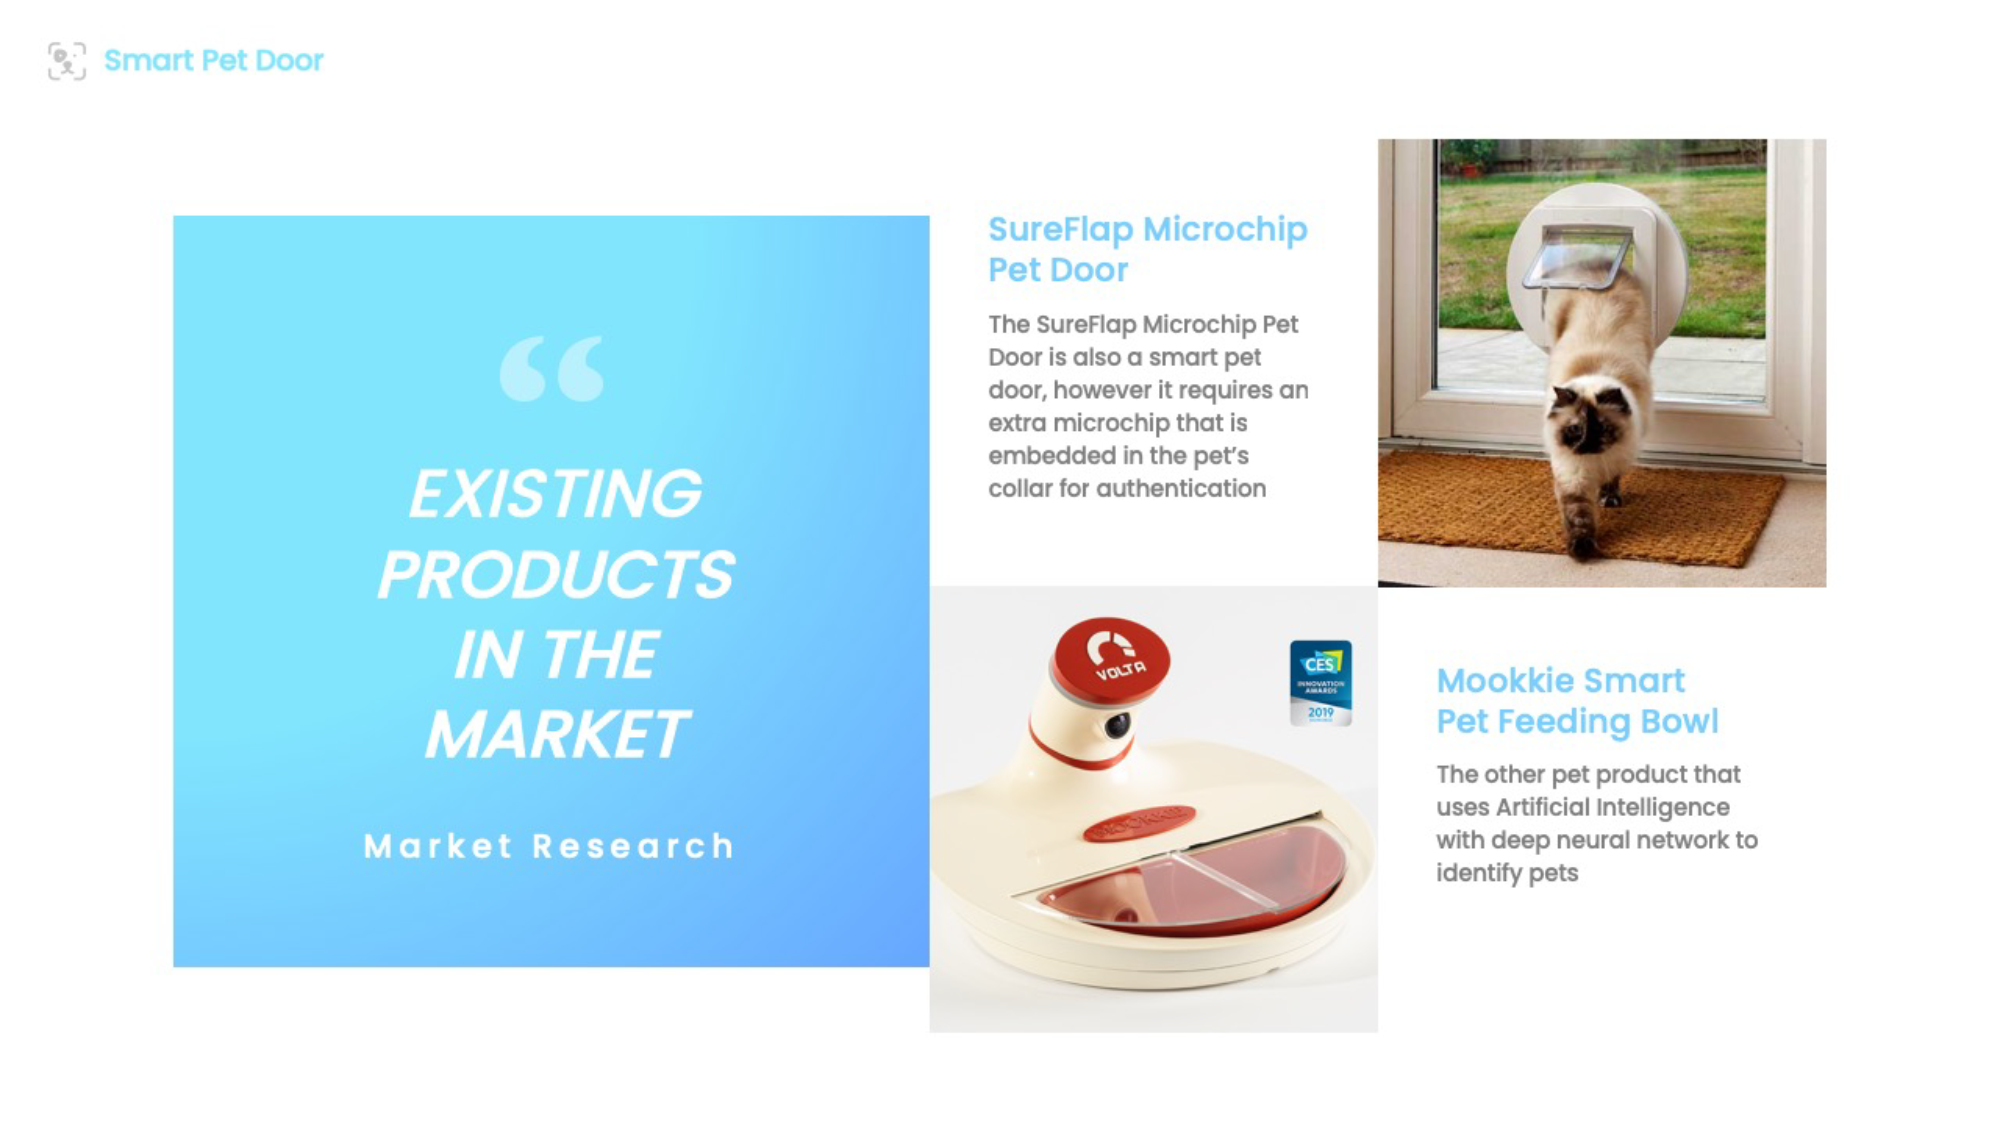 Smart Pet Door
“
EXISTING
PRODUCTS
IN THE
MARKET
Market Research
SureFlap Microchip
Pet Door
The SureFlap Microchip Pet
Door is also a smart pet
door, however it requires an
extra microchip that is
embedded in the pet’s
collar for authentication
VOLTA
MOOKKIE
CES
INNOVATION
AWARDS
2019
Mookkie Smart
Pet Feeding Bowl
The other pet product that
uses Artificial Intelligence
with deep neural network to
identify pets